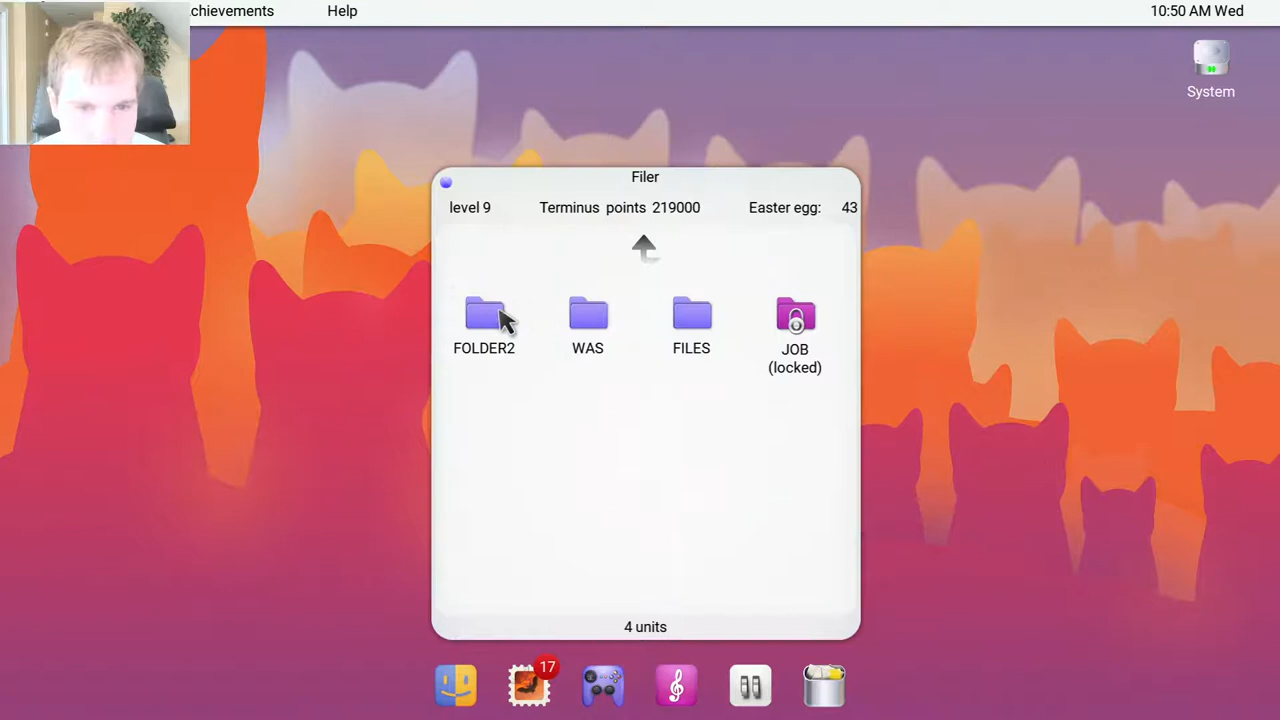 chievements Help 10:50 AM Wed
System
Filer
level 9 Terminus points 219000 Easter egg: 43
FOLDER2 WAS FILES JOB
(locked)
4 units
17